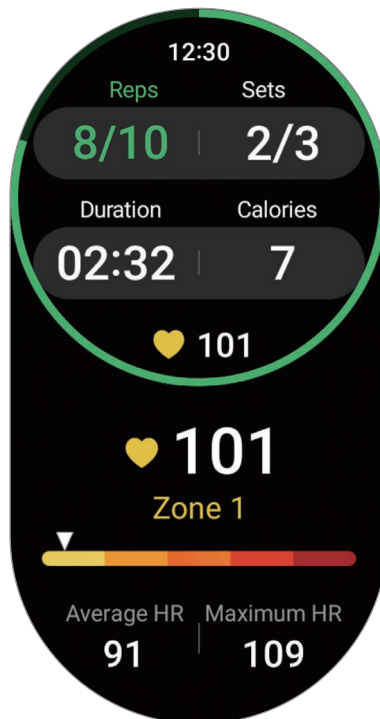 12:30
Reps Sets
8/10 2/3
Duration Calories
02:32 7
101
101
Zone 1
Average HR Maximum HR
91 109